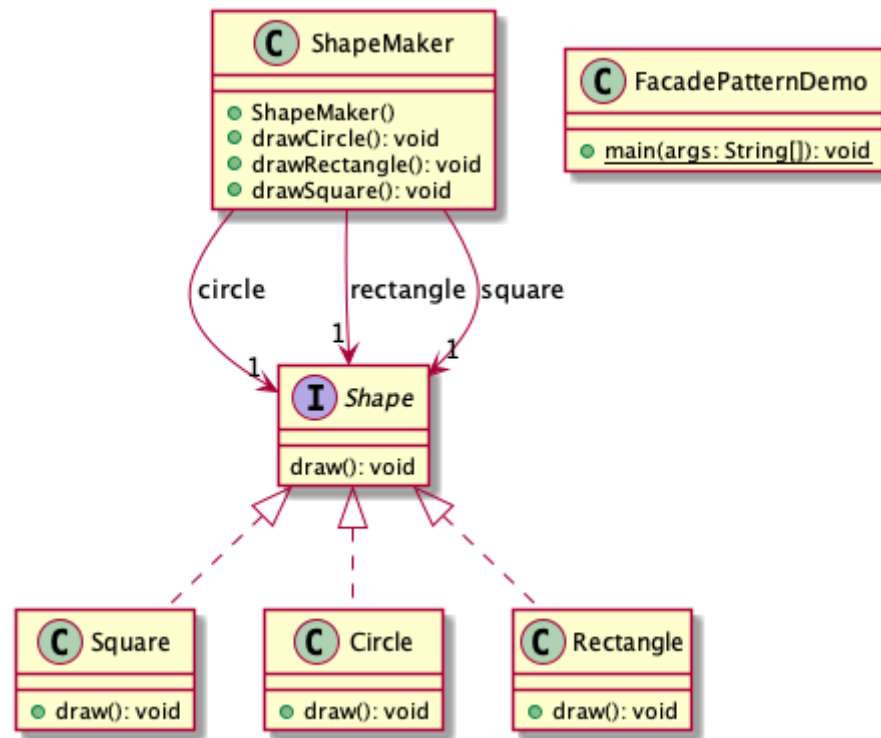 C ShapeMaker
ShapeMaker()
drawCircle(): void
drawRectangle(): void
drawSquare(): void
C FacadePatternDemo
main(args: String[]): void
circle
rectangle
square
1
1
1
I Shape
draw(): void
C Square
draw(): void
C Circle
draw(): void
C Rectangle
draw(): void